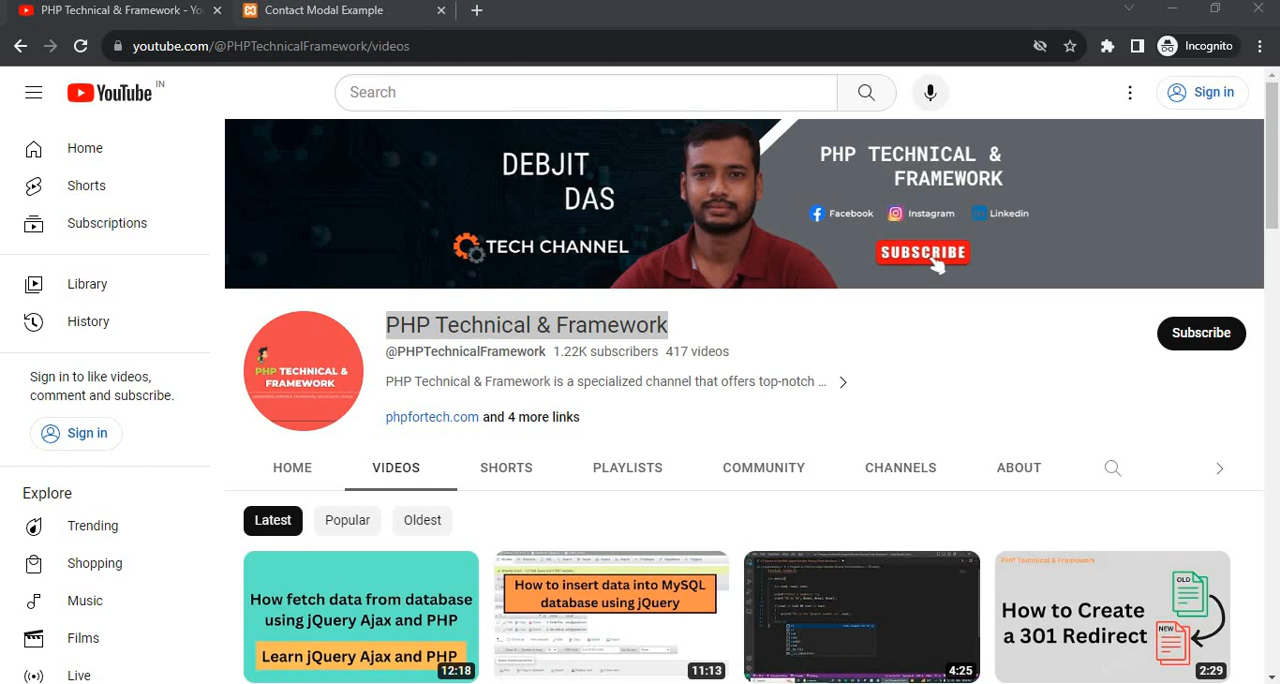 PHP Technical & Framework - Yo
Contact Modal Example
youtube.com/@PHPTechnicalFramework/videos
Incognito
YouTube IN
Search
Sign in
Home
Shorts
Subscriptions
Library
History
Sign in to like videos,
comment and subscribe.
Sign in
Explore
Trending
Shopping
Music
Films
Live
DEBJIT
DAS
TECH CHANNEL
PHP TECHNICAL &
FRAMEWORK
Facebook Instagram Linkedin
SUBSCRIBE
PHP TECHNICAL &
FRAMEWORK
PHP Technical & Framework
@PHPTechnicalFramework 1.22K subscribers 417 videos
PHP Technical & Framework is a specialized channel that offers top-notch ...
phpfortech.com and 4 more links
Subscribe
HOME VIDEOS SHORTS PLAYLISTS COMMUNITY CHANNELS ABOUT
Latest Popular Oldest
How fetch data from database
using jQuery Ajax and PHP
Learn jQuery Ajax and PHP
12:18
How to insert data into MySQL
database using jQuery
11:13
4:25
PHP Technical & Framework
How to Create
a 301 Redirect
OLD
NEW
2:29